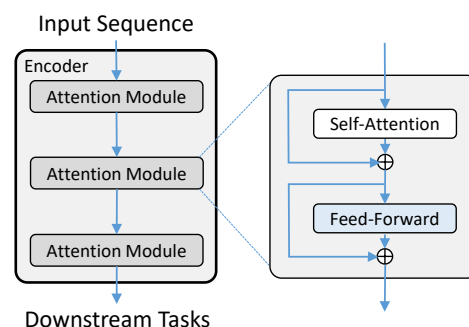 Input Sequence
Encoder
Attention Module
Attention Module
Attention Module
Downstream Tasks
Self-Attention
Feed-Forward